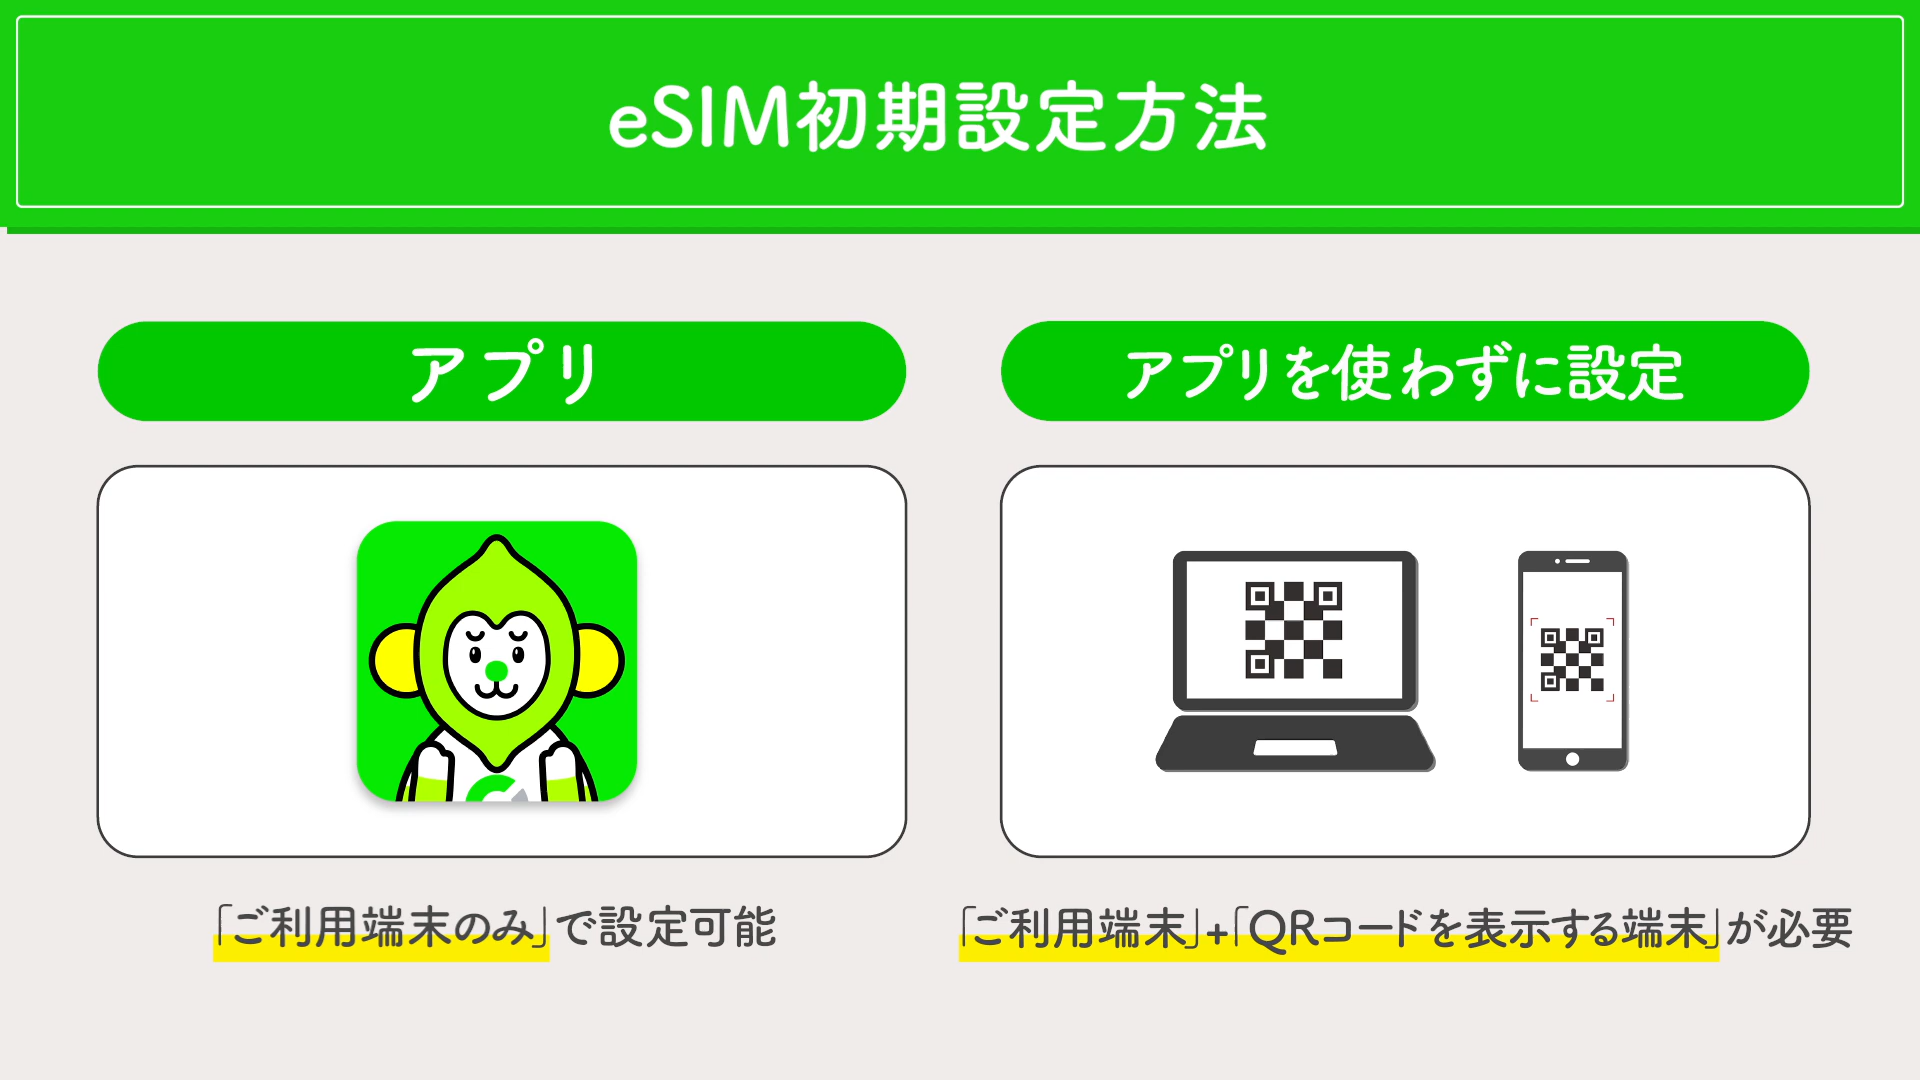 eSIM初期設定方法
アプリ
アプリを使わずに設定
「ご利用端末のみ」で設定可能
「ご利用端末」+「QRコードを表示する端末」が必要